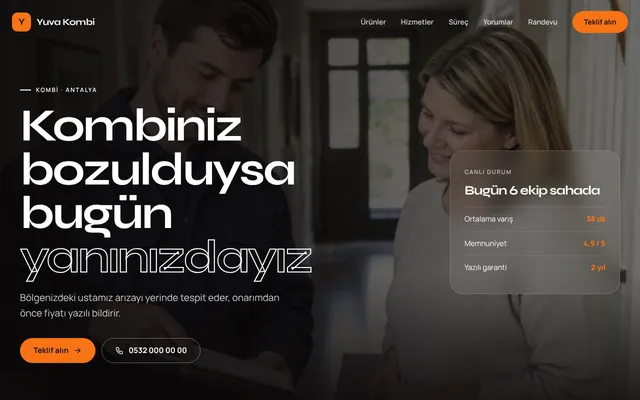 Y Yuva Kombi
Ürünler Hizmetler Süreç Yorumlar Randevu Teklif alın
KOMBİ · ANTALYA
Kombiniz
bozulduysa
bugün
yanınızdayız
Bölgenizdeki ustamız arızayı yerinde tespit eder, onarımdan
önce fiyatı yazılı bildirir.
Teklif alın → 0532 000 00 00
CANLI DURUM
Bugün 6 ekip sahada
Ortalama varış 38 dk
Memnuniyet 4,9 / 5
Yazılı garanti 2 yıl